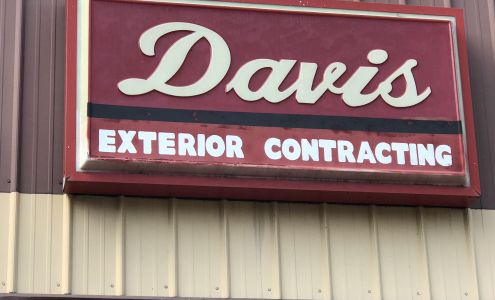 Davis
EXTERIOR CONTRACTING